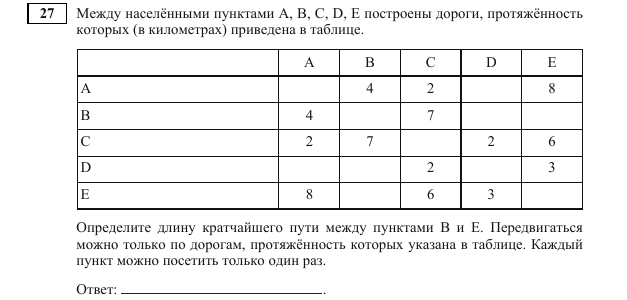 27 Между населёнными пунктами A, B, C, D, E построены дороги, протяжённость
которых (в километрах) приведена в таблице.
A B C D E
A 4 2 8
B 4 7
C 2 7 2 6
D 2 3
E 8 6 3
Определите длину кратчайшего пути между пунктами B и E. Передвигаться
можно только по дорогам, протяжённость которых указана в таблице. Каждый
пункт можно посетить только один раз.
Ответ: ______________________.